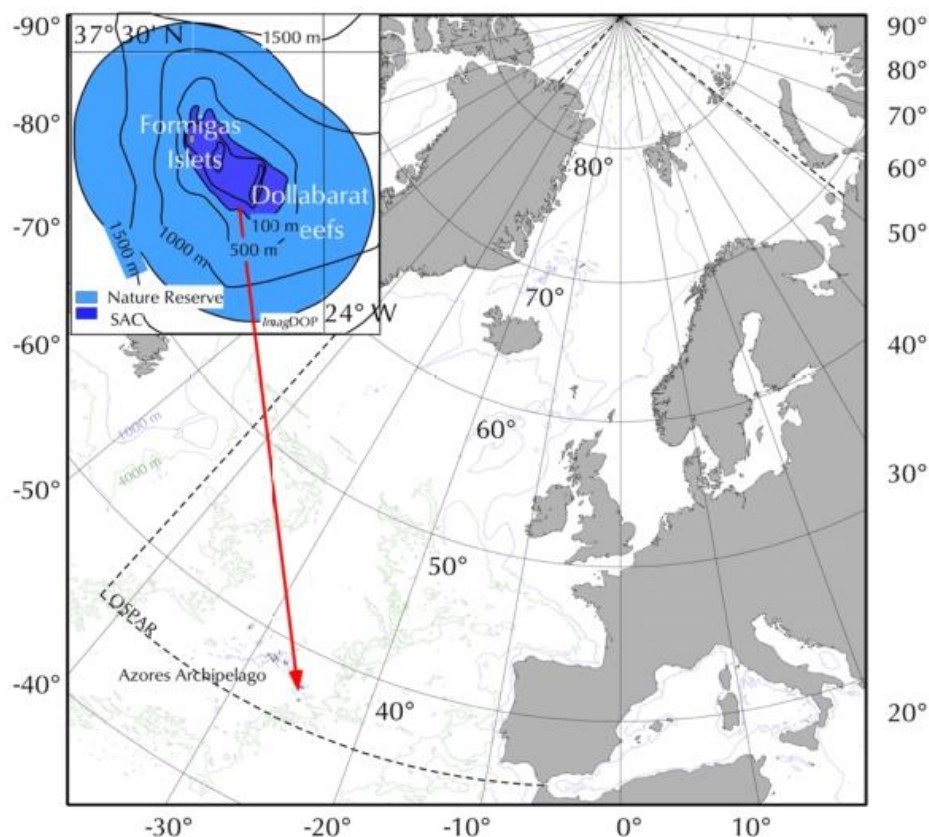 -90°
37° 30' N
1500 m
Formigas
Islets
Dollabarat
eefs
100 m
500 m
1000 m
1500 m
Nature Reserve
SAC
24° W
ImagDOP
-80°
-70°
-60°
-50°
-40°
90°
80°
70°
60°
50°
40°
30°
20°
80°
70°
60°
50°
40°
1000 m
4000 m
OSPAR
Azores Archipelago
-30°
-20°
-10°
0°
10°